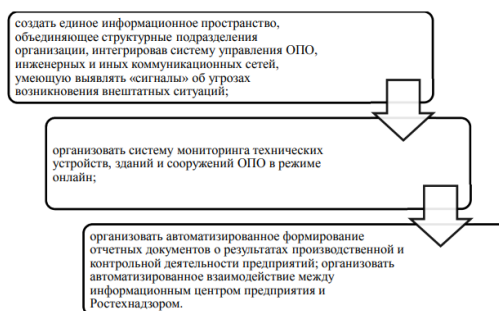 создать единое информационное пространство,
объединяющее структурные подразделения
организации, интегрировав систему управления ОПО,
инженерных и иных коммуникационных сетей,
умеющую выявлять «сигналы» об угрозах
возникновения внештатных ситуаций;
организовать систему мониторинга технических
устройств, зданий и сооружений ОПО в режиме
онлайн;
организовать автоматизированное формирование
отчетных документов о результатах производственной и
контрольной деятельности предприятий; организовать
автоматизированное взаимодействие между
информационным центром предприятия и
Ростехнадзором.